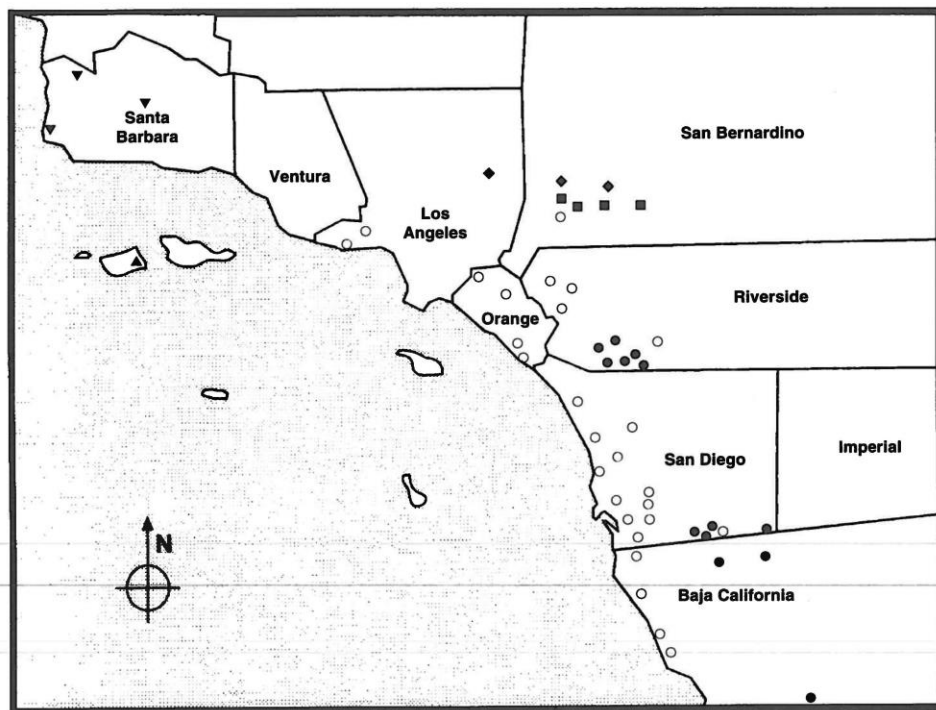 Santa
Barbara
San Bernardino
Ventura
Los
Angeles
Riverside
Orange
San Diego
Imperial
N
Baja California